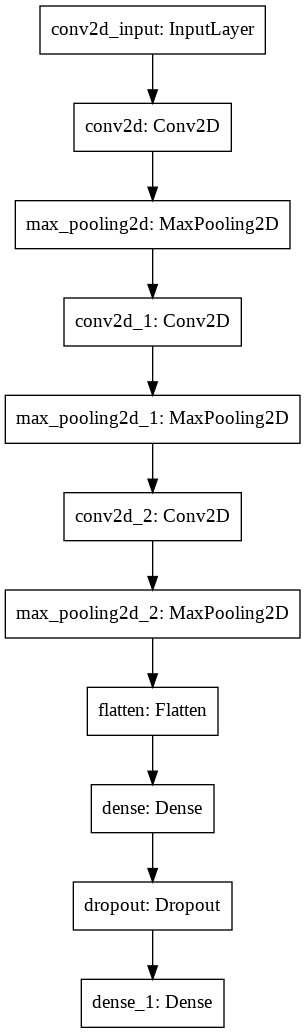 conv2d_input: InputLayer
conv2d: Conv2D
max_pooling2d: MaxPooling2D
conv2d_1: Conv2D
max_pooling2d_1: MaxPooling2D
conv2d_2: Conv2D
max_pooling2d_2: MaxPooling2D
flatten: Flatten
dense: Dense
dropout: Dropout
dense_1: Dense